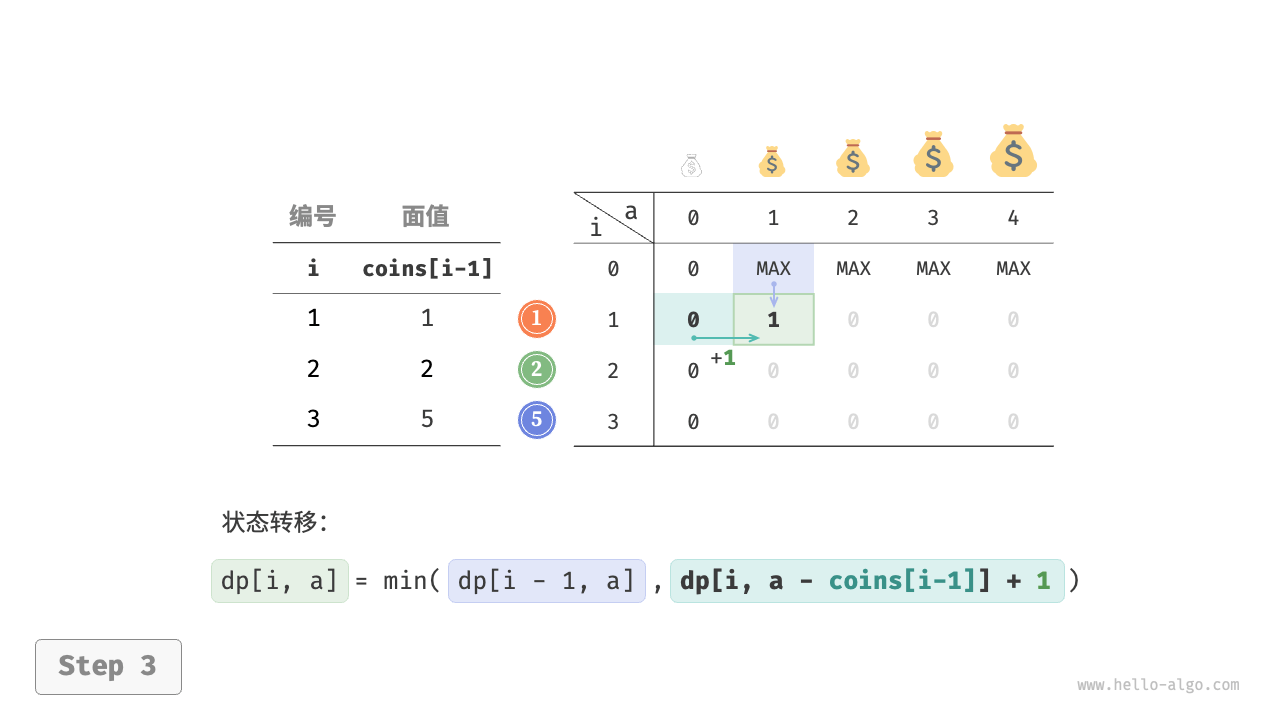 编号 面值
i coins[i-1]
1 1 1
2 2 2
3 5 5
$ $ $ $ $
i a 0 1 2 3 4
0 0 MAX MAX MAX MAX
1 0 1 0 0 0
+1
2 0 0 0 0 0
3 0 0 0 0 0
状态转移：
dp[i, a] = min( dp[i - 1, a] , dp[i, a - coins[i-1]] + 1 )
Step 3
www.hello-algo.com